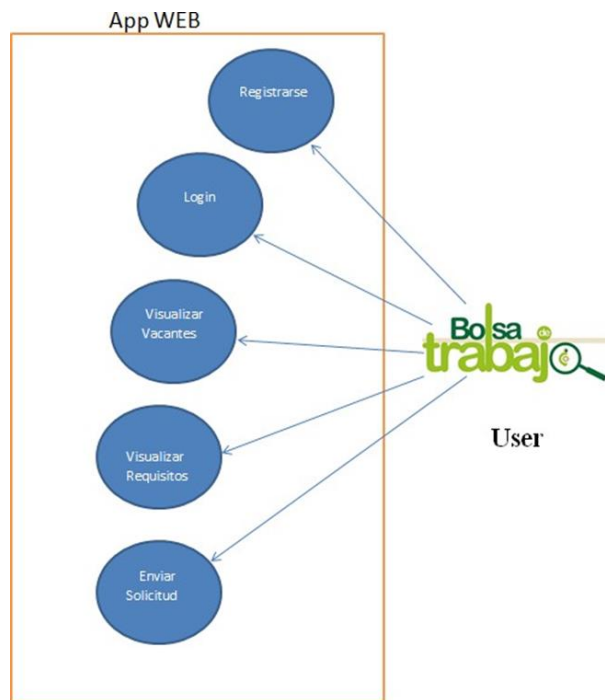 App WEB
Registrarse
Login
Visualizar
Vacantes
Bolsa de
trabajo
User
Visualizar
Requisitos
Enviar
Solicitud